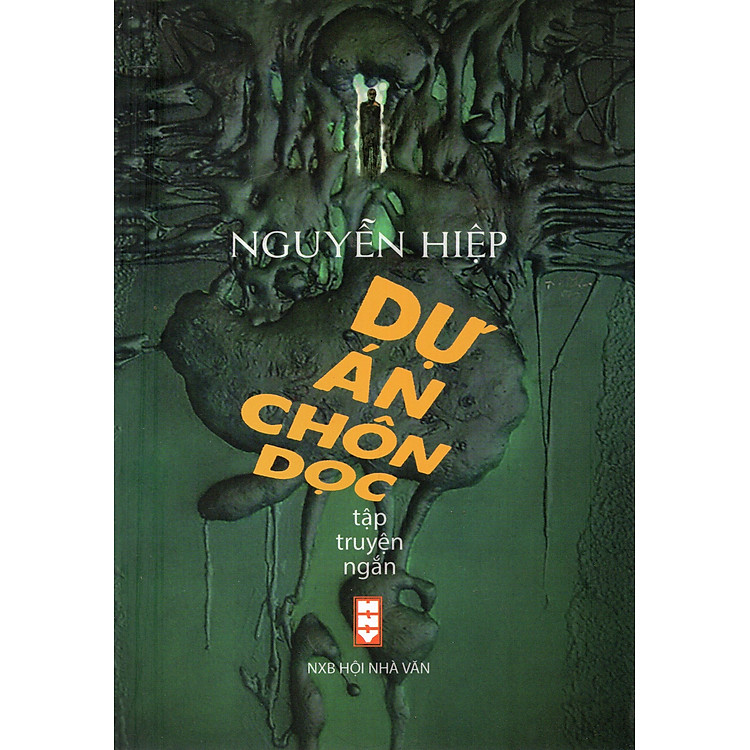 NGUYỄN HIỆP
DỰ
ÁN
CHÔN
DỌC
tập
truyện
ngắn
HNV
NXB HỘI NHÀ VĂN